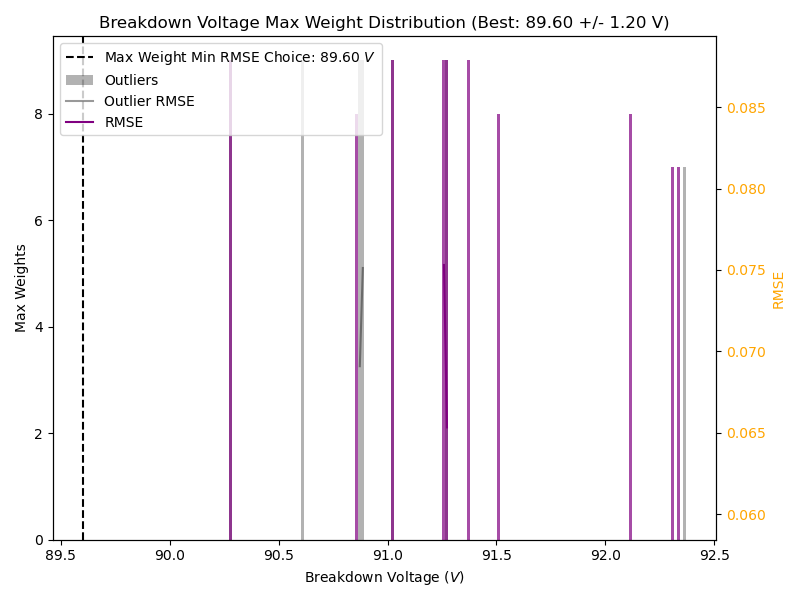 Breakdown Voltage Max Weight Distribution (Best: 89.60 +/- 1.20 V)
Max Weight Min RMSE Choice: 89.60 V
Outliers
Outlier RMSE
RMSE
Max Weights
8
6
4
2
0
0.085
0.080
0.075
0.070
0.065
0.060
RMSE
89.5 90.0 90.5 91.0 91.5 92.0 92.5
Breakdown Voltage (V)